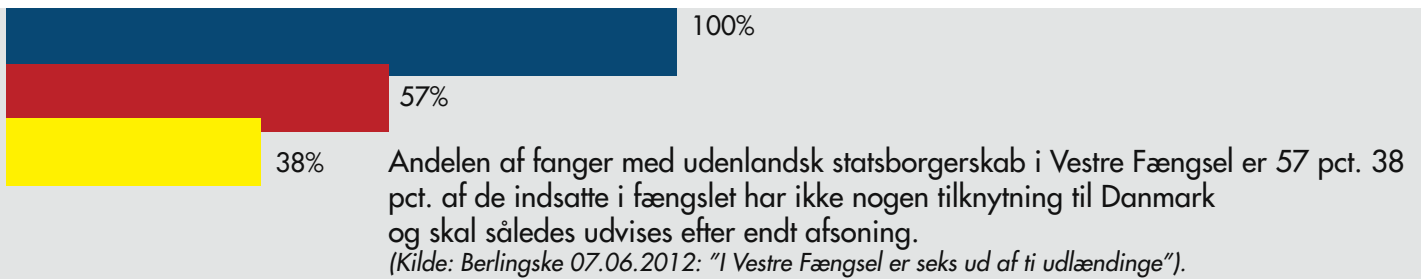 100%
57%
38%
Andelen af fanger med udenlandsk statsborgerskab i Vestre Fængsel er 57 pct. 38
pct. af de indsatte i fængslet har ikke nogen tilknytning til Danmark
og skal således udvises efter endt afsoning.
(Kilde: Berlingske 07.06.2012: ”I Vestre Fængsel er seks ud af ti udlændinge”).